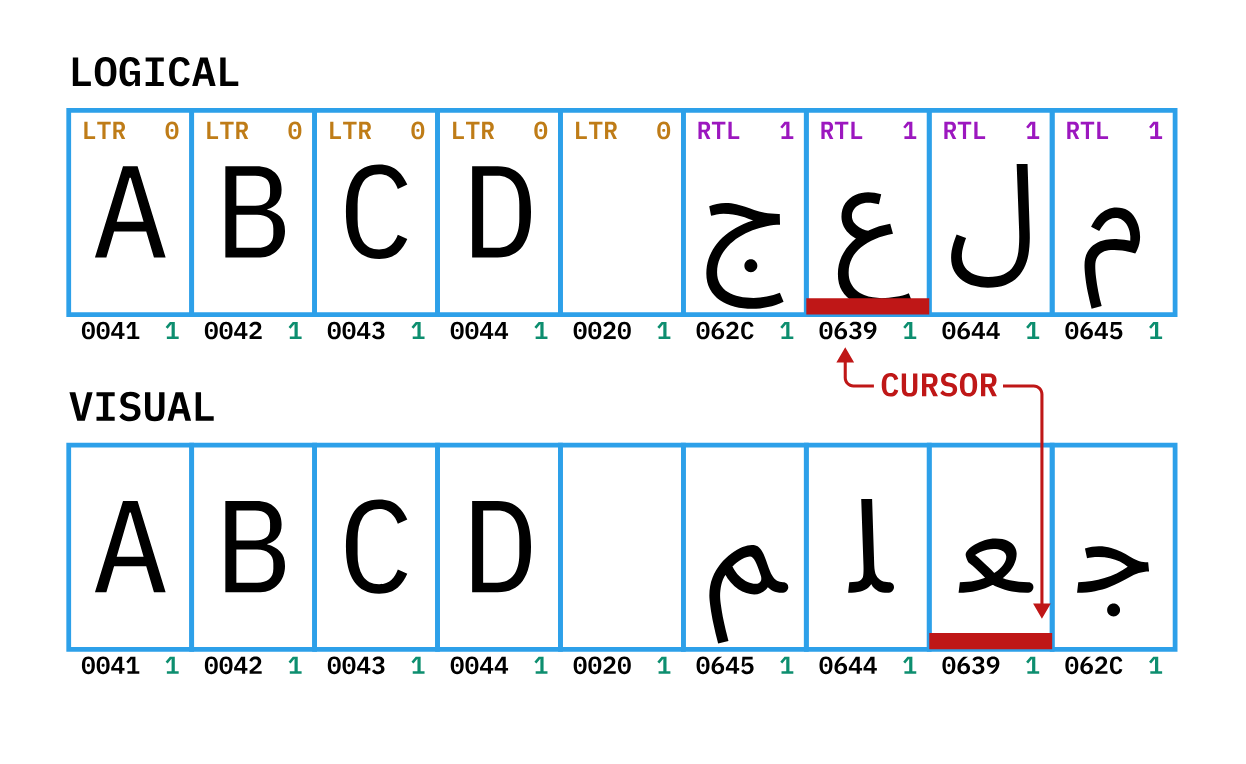 LOGICAL
LTR 0 LTR 0 LTR 0 LTR 0 LTR 0 RTL 1 RTL 1 RTL 1 RTL 1
A B C D ج ع ل م
0041 1 0042 1 0043 1 0044 1 0020 1 062C 1 0639 1 0644 1 0645 1
CURSOR
VISUAL
A B C D جعلم
0041 1 0042 1 0043 1 0044 1 0020 1 0645 1 0644 1 0639 1 062C 1